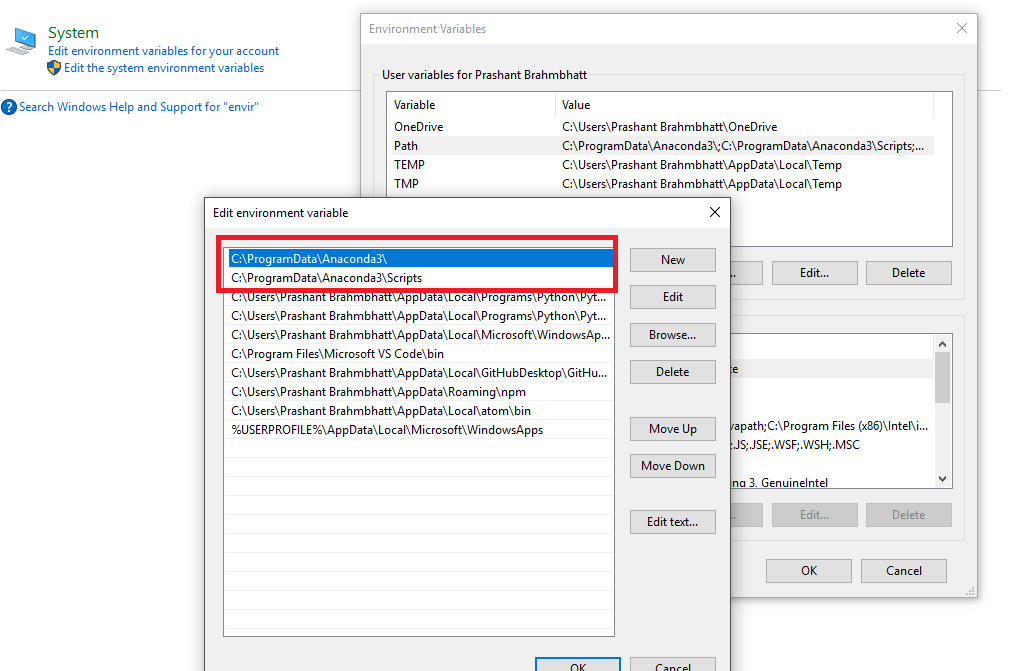 System
Edit environment variables for your account
Edit the system environment variables
Search Windows Help and Support for "envir"
Environment Variables
User variables for Prashant Brahmbhatt
Variable Value
OneDrive C:\Users\Prashant Brahmbhatt\OneDrive
Path C:\ProgramData\Anaconda3\;C:\ProgramData\Anaconda3\Scripts;...
TEMP C:\Users\Prashant Brahmbhatt\AppData\Local\Temp
TMP C:\Users\Prashant Brahmbhatt\AppData\Local\Temp
... Edit... Delete
.JS;.JSE;.WSF;.WSH;.MSC
;C:\Program Files (x86)\Intel\i...
3, GenuineIntel
... Edit... Delete
OK Cancel
Edit environment variable
C:\ProgramData\Anaconda3\
C:\ProgramData\Anaconda3\Scripts
C:\Users\Prashant Brahmbhatt\AppData\Local\Programs\Python\Pyt...
C:\Users\Prashant Brahmbhatt\AppData\Local\Programs\Python\Pyt...
C:\Users\Prashant Brahmbhatt\AppData\Local\Microsoft\WindowsAp...
C:\Program Files\Microsoft VS Code\bin
C:\Users\Prashant Brahmbhatt\AppData\Local\GitHubDesktop\GitHu...
C:\Users\Prashant Brahmbhatt\AppData\Roaming\npm
C:\Users\Prashant Brahmbhatt\AppData\Local\atom\bin
%USERPROFILE%\AppData\Local\Microsoft\WindowsApps
New
Edit
Browse...
Delete
Move Up
Move Down
Edit text...
OK Cancel